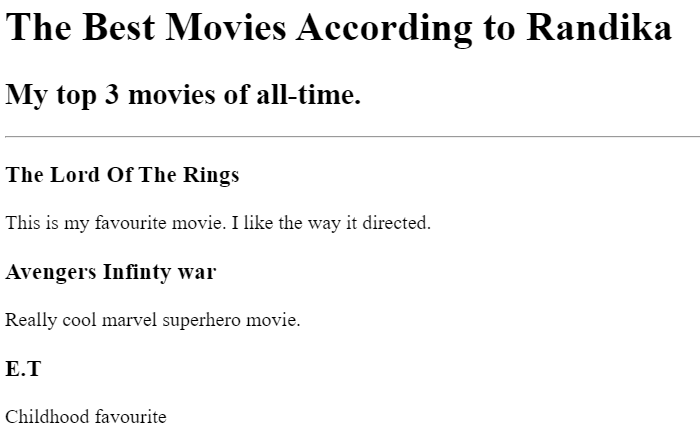 The Best Movies According to Randika
My top 3 movies of all-time.
The Lord Of The Rings
This is my favourite movie. I like the way it directed.
Avengers Infinty war
Really cool marvel superhero movie.
E.T
Childhood favourite